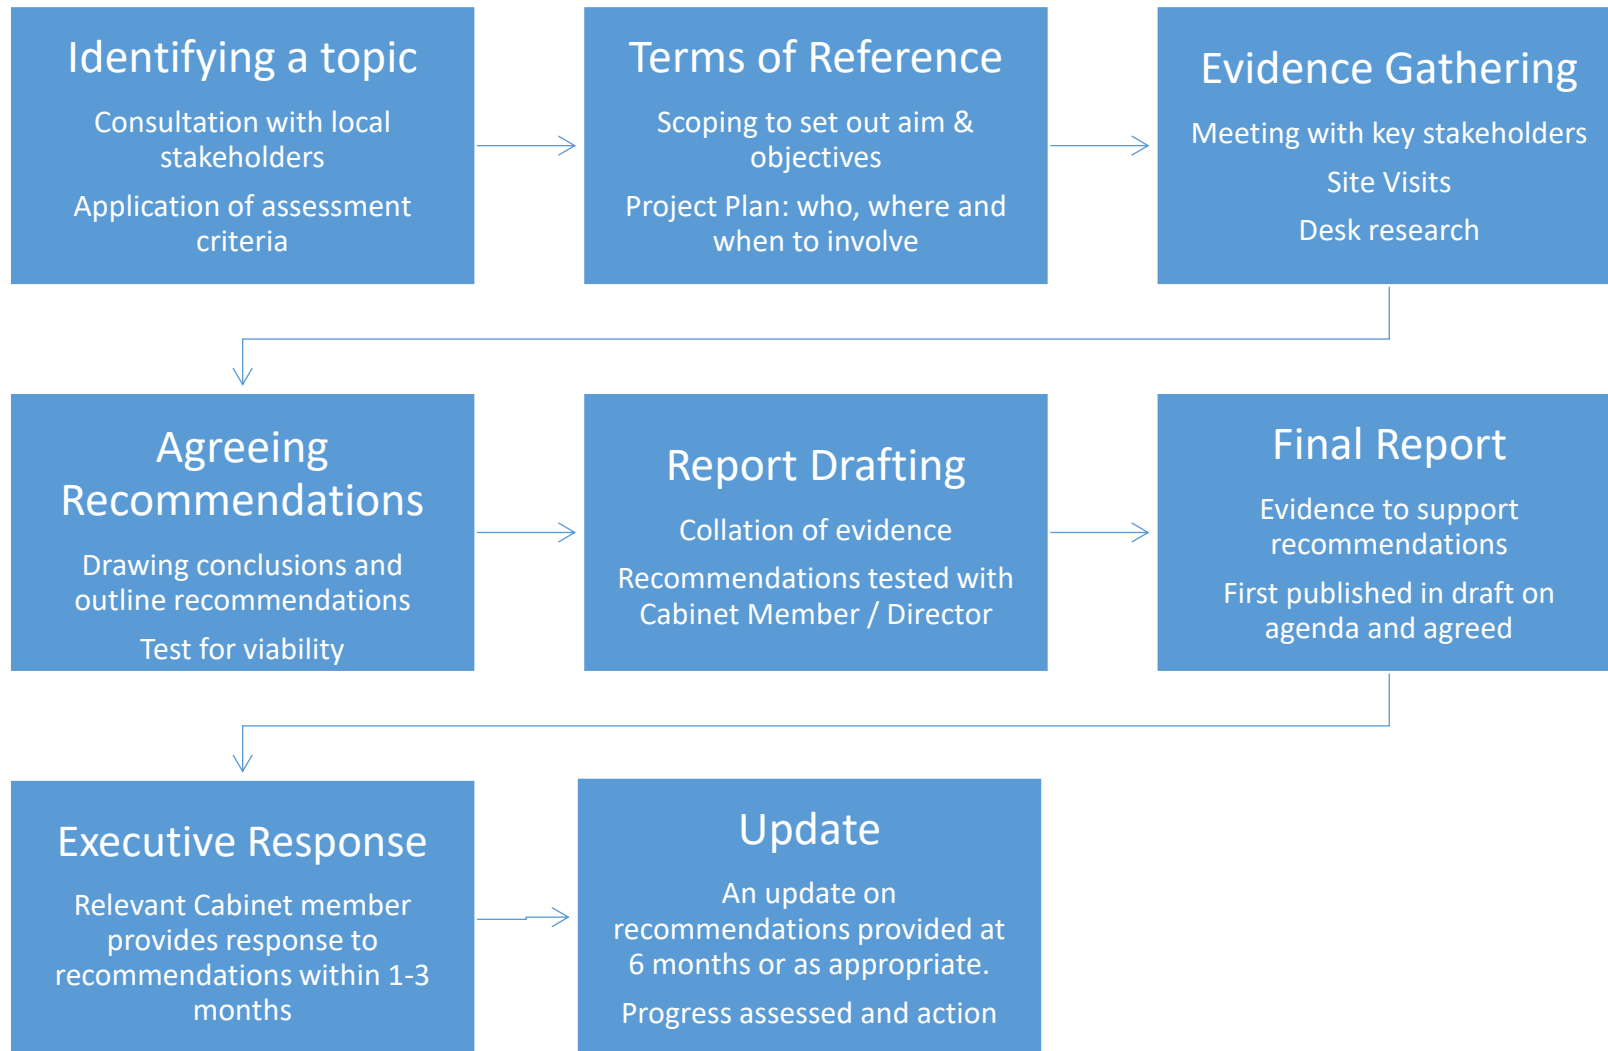 Identifying a topic
Consultation with local
stakeholders
Application of assessment
criteria
Terms of Reference
Scoping to set out aim &
objectives
Project Plan: who, where and
when to involve
Evidence Gathering
Meeting with key stakeholders
Site Visits
Desk research
Agreeing
Recommendations
Drawing conclusions and
outline recommendations
Test for viability
Report Drafting
Collation of evidence
Recommendations tested with
Cabinet Member / Director
Final Report
Evidence to support
recommendations
First published in draft on
agenda and agreed
Executive Response
Relevant Cabinet member
provides response to
recommendations within 1-3
months
Update
An update on
recommendations provided at
6 months or as appropriate.
Progress assessed and action